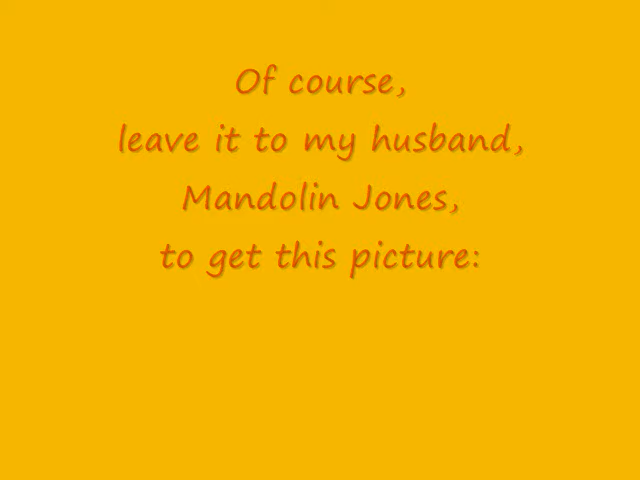 Of course,
leave it to my husband,
Mandolin Jones,
to get this picture: